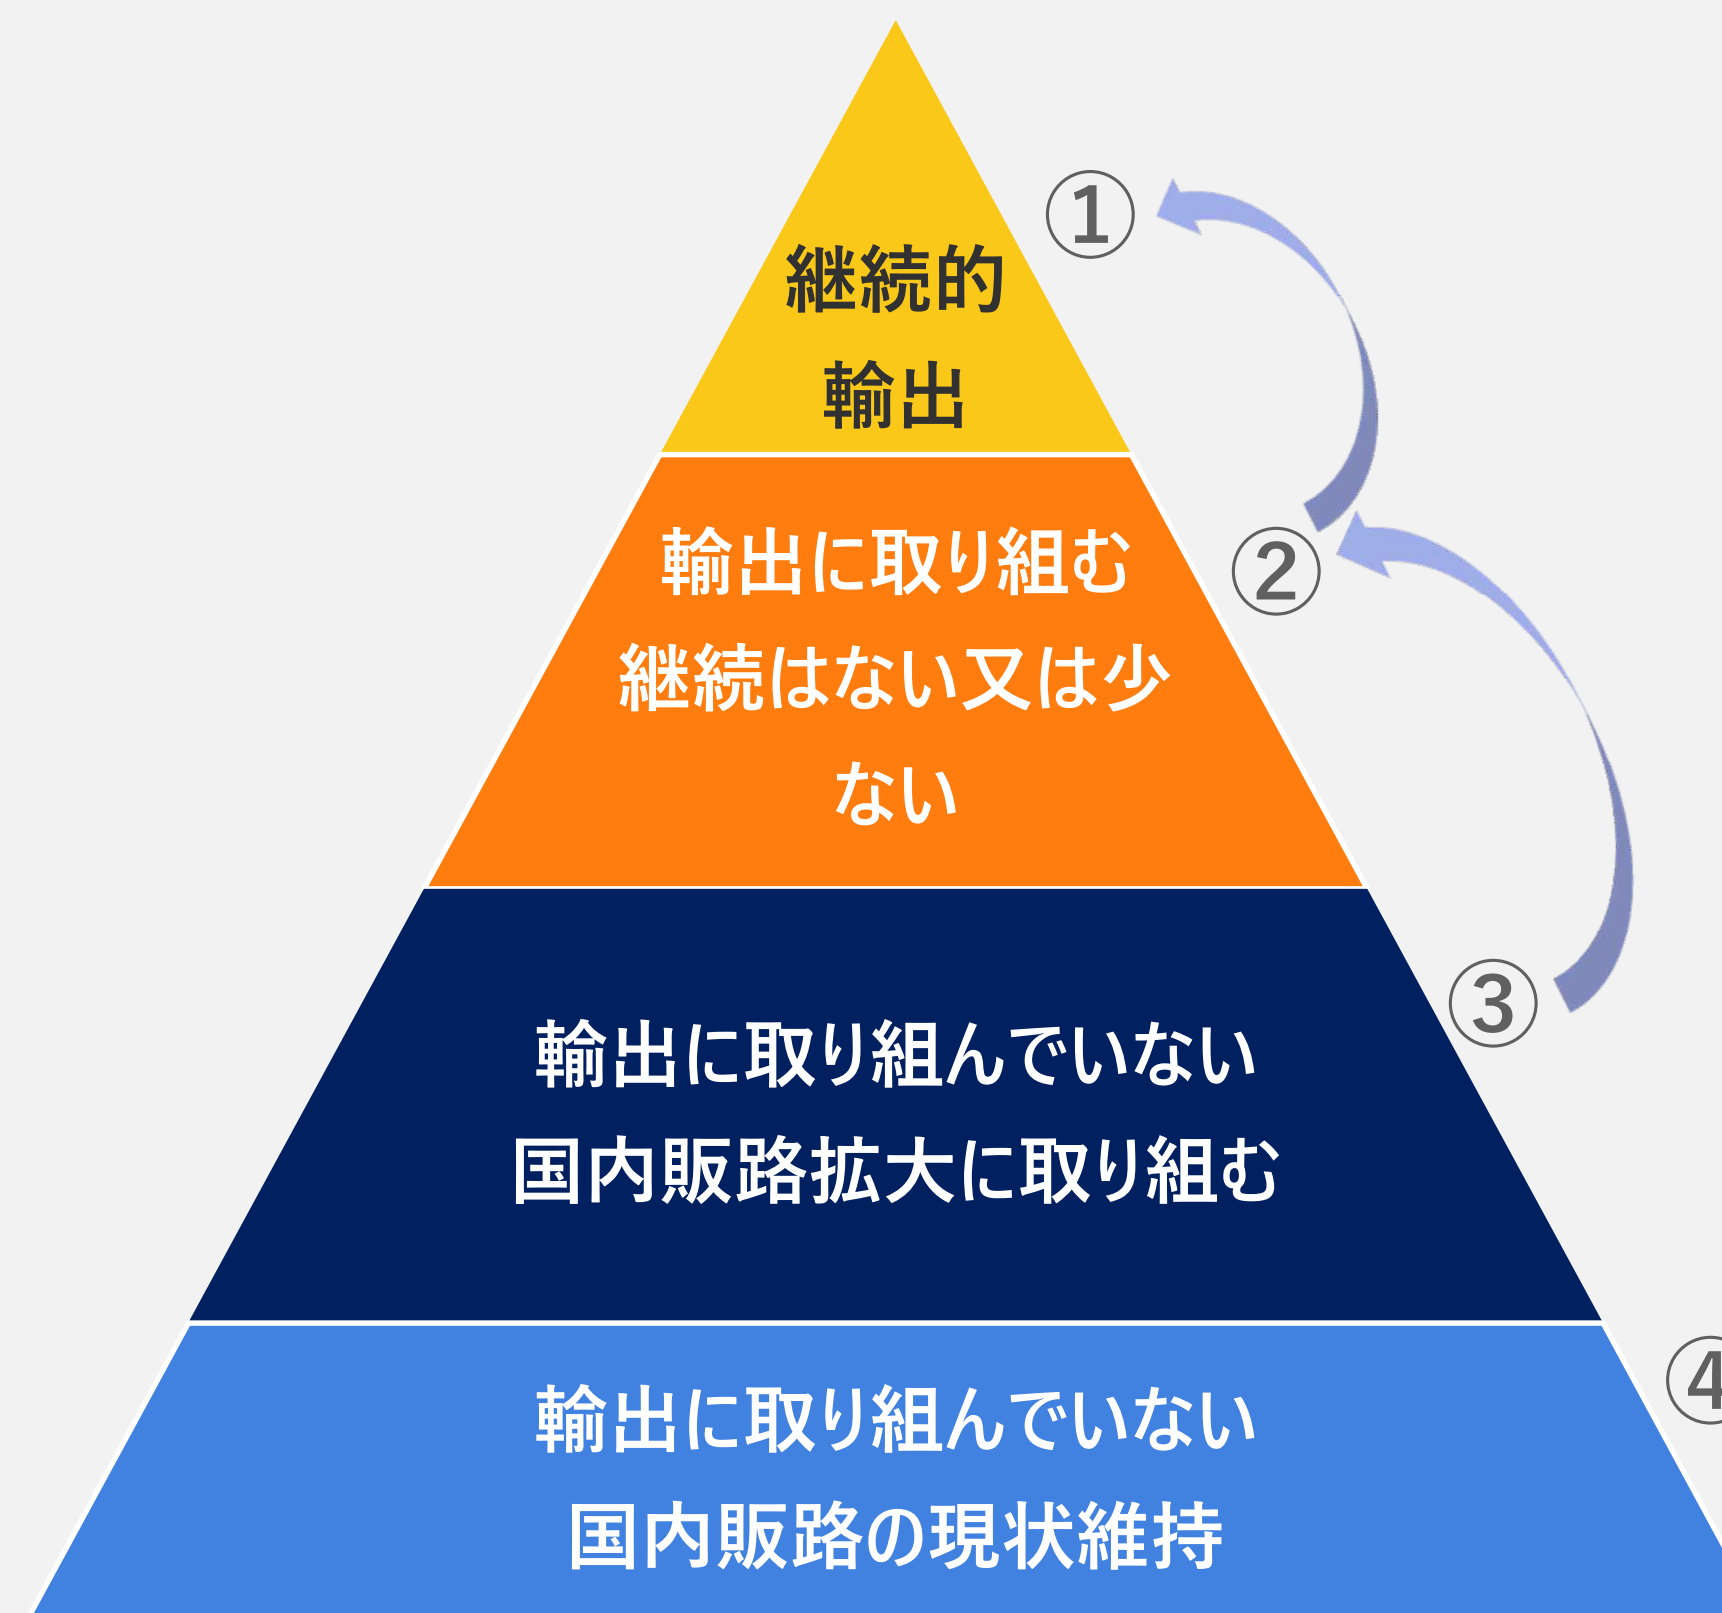 ①
継続的
輸出
②
輸出に取り組む
継続はない又は少
ない
③
輸出に取り組んでいない
国内販路拡大に取り組む
④
輸出に取り組んでいない
国内販路の現状維持